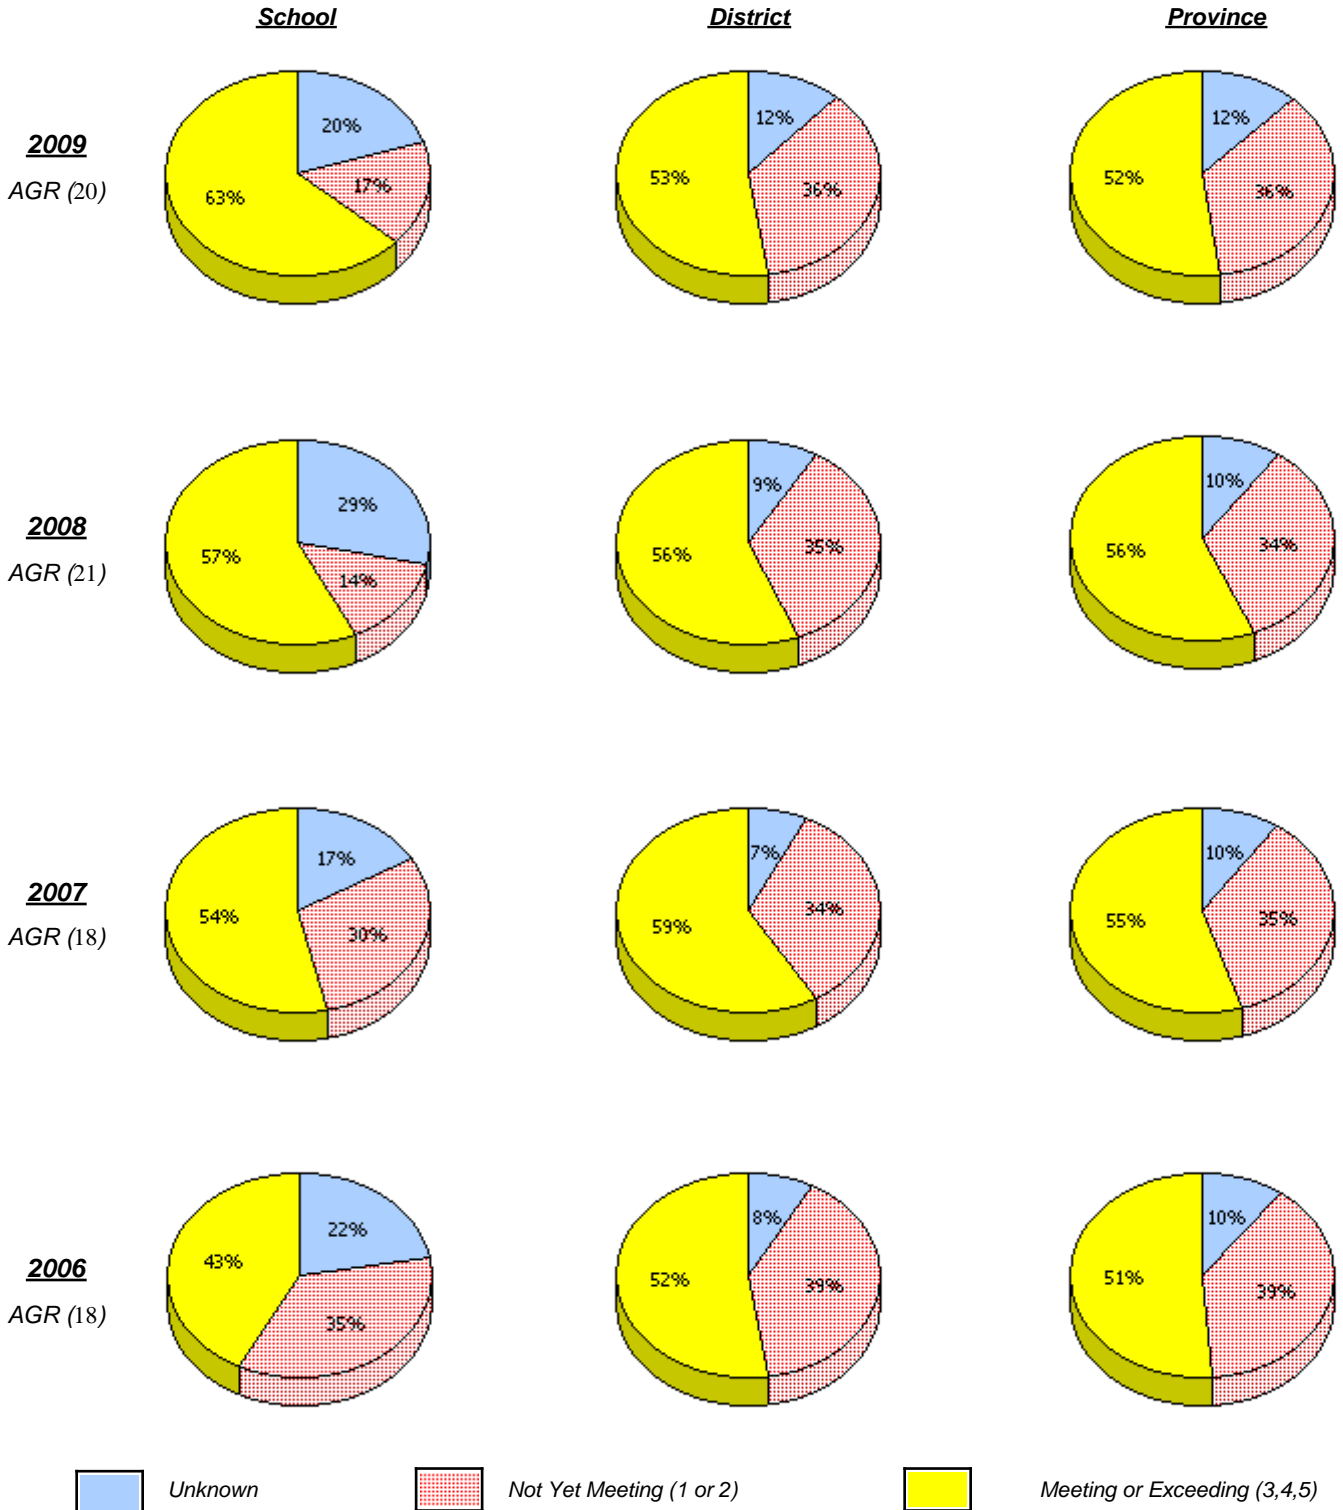 School District Province
2009
AGR (20)
20% 17% 63%
12% 36% 53%
12% 36% 52%
2008
AGR (21)
29% 14% 57%
9% 35% 56%
10% 34% 56%
2007
AGR (18)
17% 30% 54%
7% 34% 59%
10% 35% 55%
2006
AGR (18)
22% 35% 43%
8% 39% 52%
10% 39% 51%
Unknown Not Yet Meeting (1 or 2) Meeting or Exceeding (3,4,5)